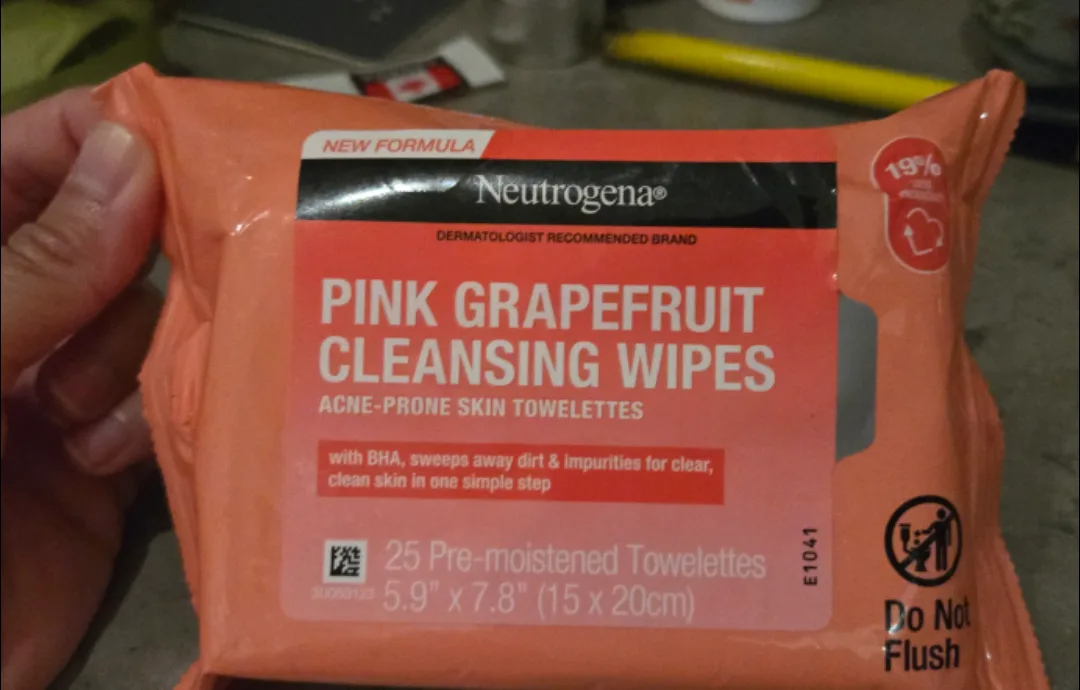 NEW FORMULA
Neutrogena®
DERMATOLOGIST RECOMMENDED BRAND
19%
PINK GRAPEFRUIT
CLEANSING WIPES
ACNE-PRONE SKIN TOWELETTES
with BHA, sweeps away dirt & impurities for clear,
clean skin in one simple step
25 Pre-moistened Towelettes
5.9" x 7.8" (15 x 20cm)
E1041
Do Not
Flush